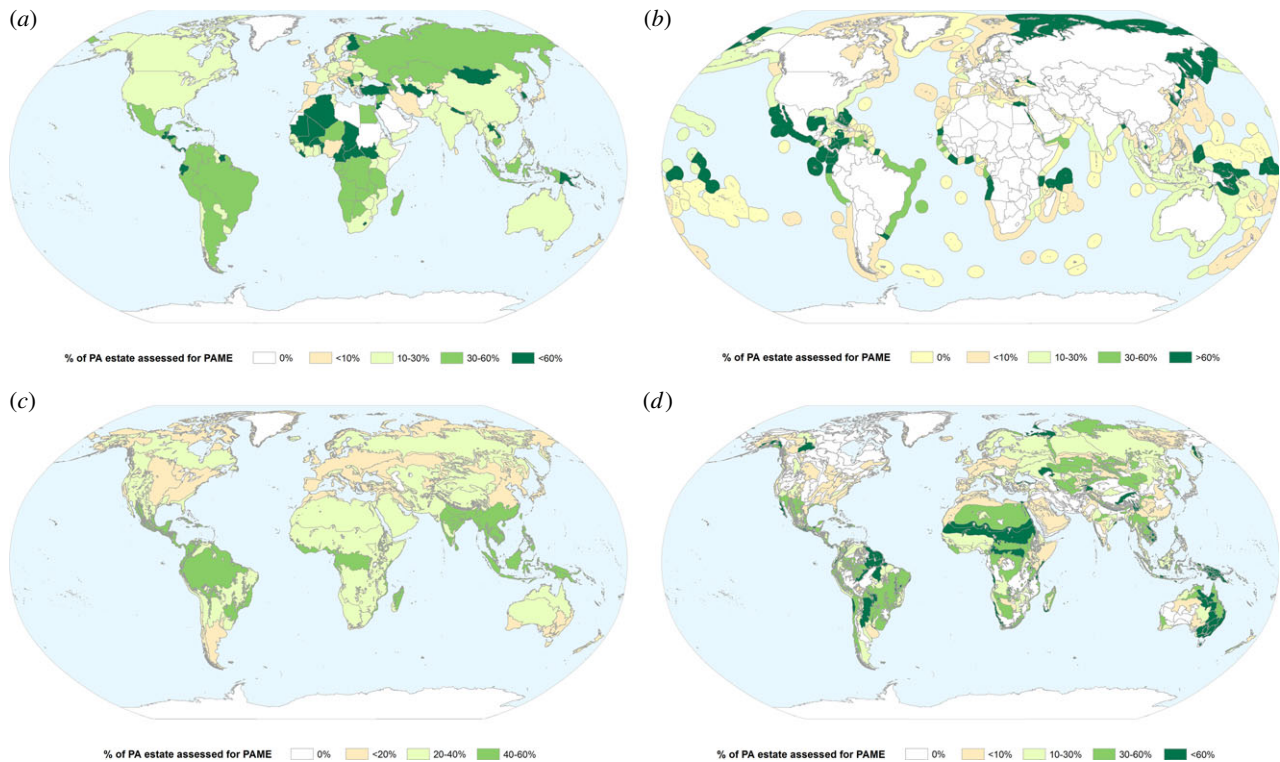 (a)
(b)
% of PA estate assessed for PAME 0% <10% 10-30% 30-60% <60%
% of PA estate assessed for PAME 0% <10% 10-30% 30-60% >60%
(c)
(d)
% of PA estate assessed for PAME 0% <20% 20-40% 40-60%
% of PA estate assessed for PAME 0% <10% 10-30% 30-60% <60%